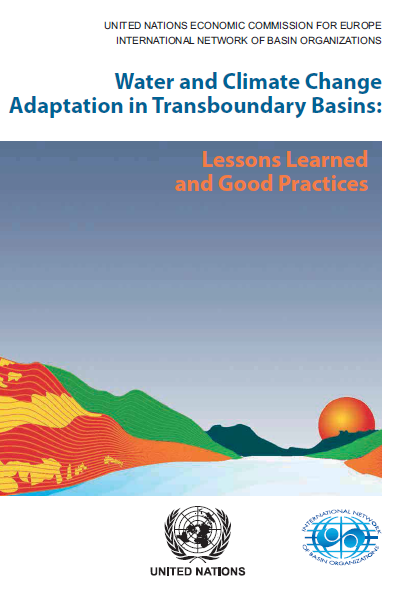 UNITED NATIONS ECONOMIC COMMISSION FOR EUROPE
INTERNATIONAL NETWORK OF BASIN ORGANIZATIONS
Water and Climate Change
Adaptation in Transboundary Basins:
Lessons Learned
and Good Practices
UNITED NATIONS
INTERNATIONAL NETWORK
OF BASIN ORGANIZATIONS